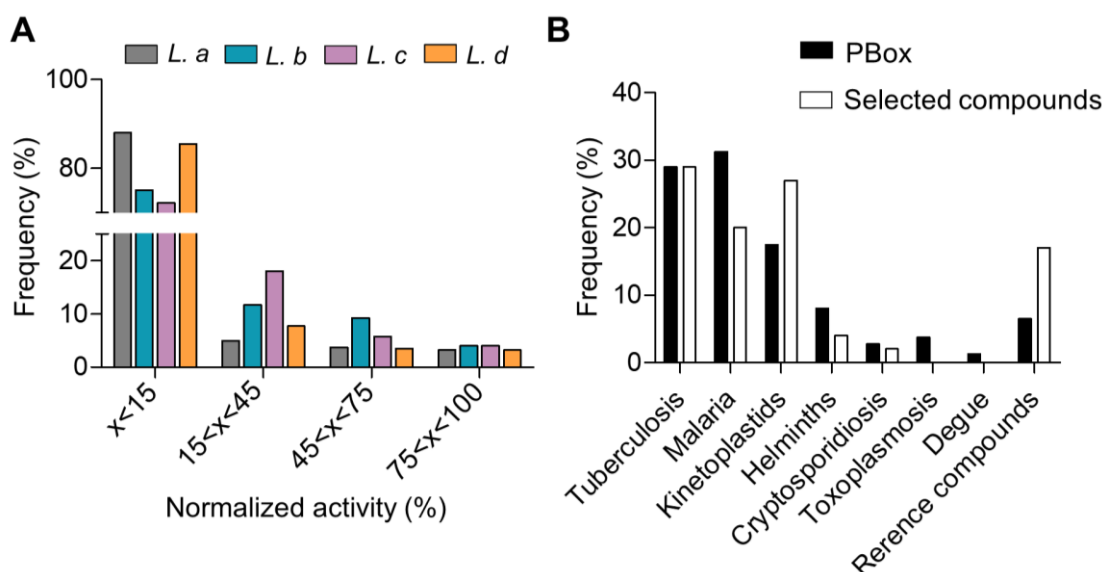 A
L. a L. b L. c L. d
Frequency (%)
100
80
20
10
0
x<15
15<x<45
45<x<75
75<x<100
Normalized activity (%)
B
PBox
Selected compounds
Frequency (%)
40
30
20
10
0
Tuberculosis
Malaria
Kinetoplastids
Helminths
Cryptosporidiosis
Toxoplasmosis
Degue
Rerence compounds